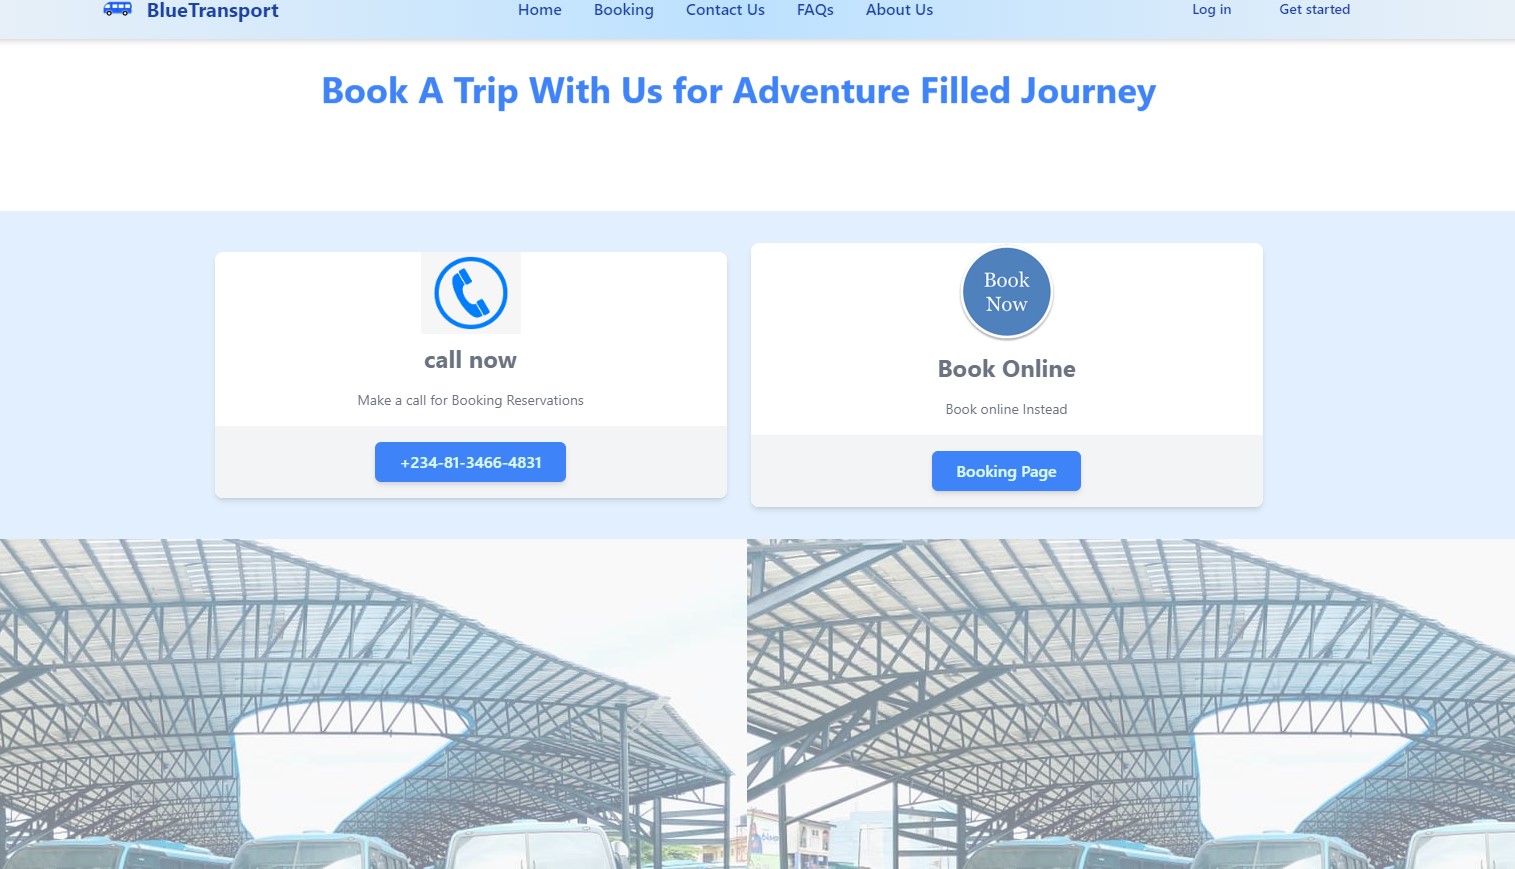 BlueTransport
Home Booking Contact Us FAQs About Us
Log in Get started
Book A Trip With Us for Adventure Filled Journey
call now
Make a call for Booking Reservations
+234-81-3466-4831
Book
Now
Book Online
Book online Instead
Booking Page